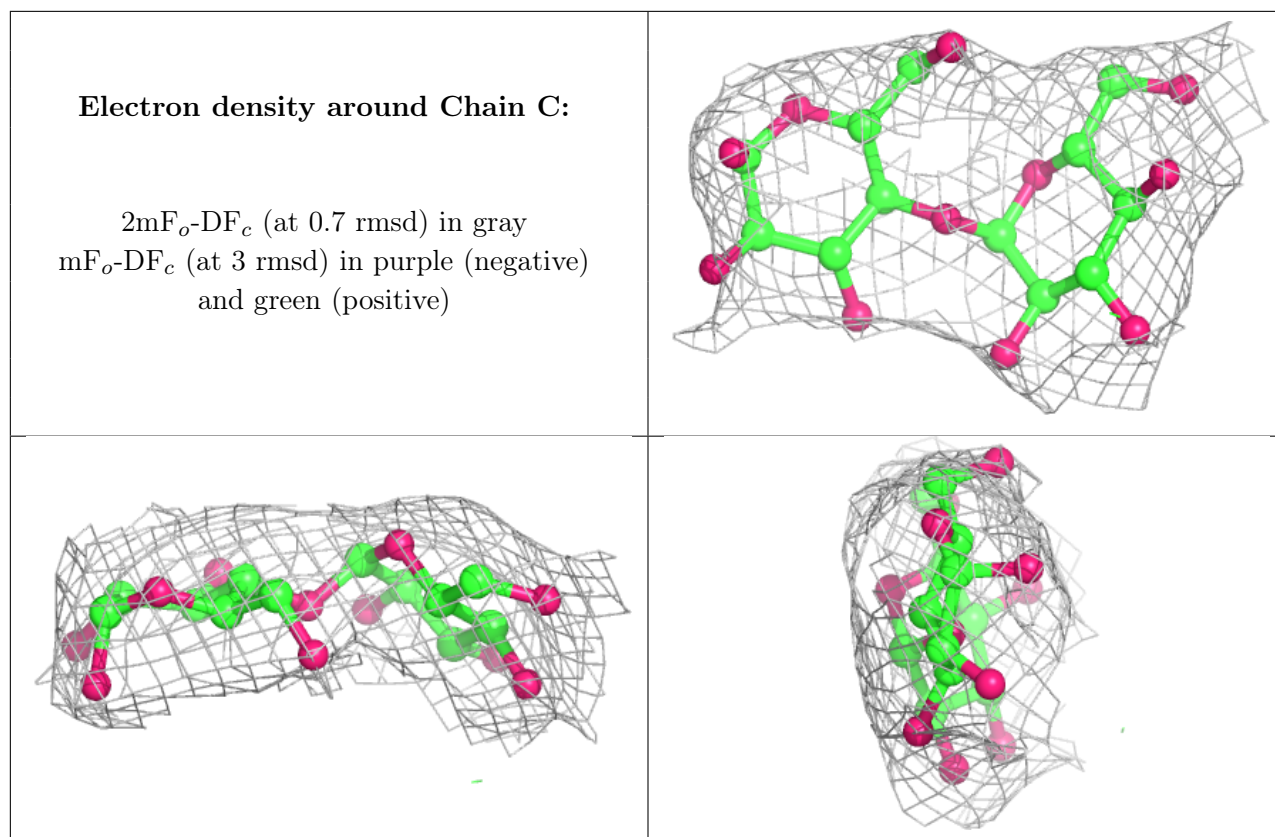 Electron density around Chain C:
2mFo-DFc (at 0.7 rmsd) in gray
mFo-DFc (at 3 rmsd) in purple (negative)
and green (positive)